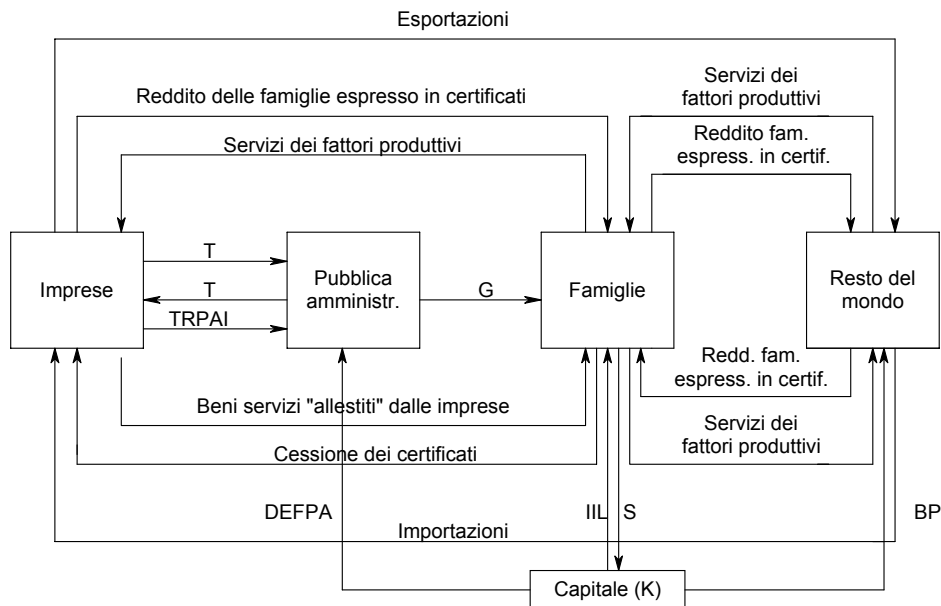 Esportazioni
Servizi dei
fattori produttivi
Reddito delle famiglie espresso in certificati
Servizi dei fattori produttivi
Reddito fam.
espress. in certif.
Imprese
T
T
TRPAI
Pubblica
amministr.
G
Famiglie
Resto del
mondo
Redd. fam.
espress. in certif.
Beni servizi "allestiti" dalle imprese
Servizi dei
fattori produttivi
Cessione dei certificati
DEFPA
IIL
S
BP
Importazioni
Capitale (K)